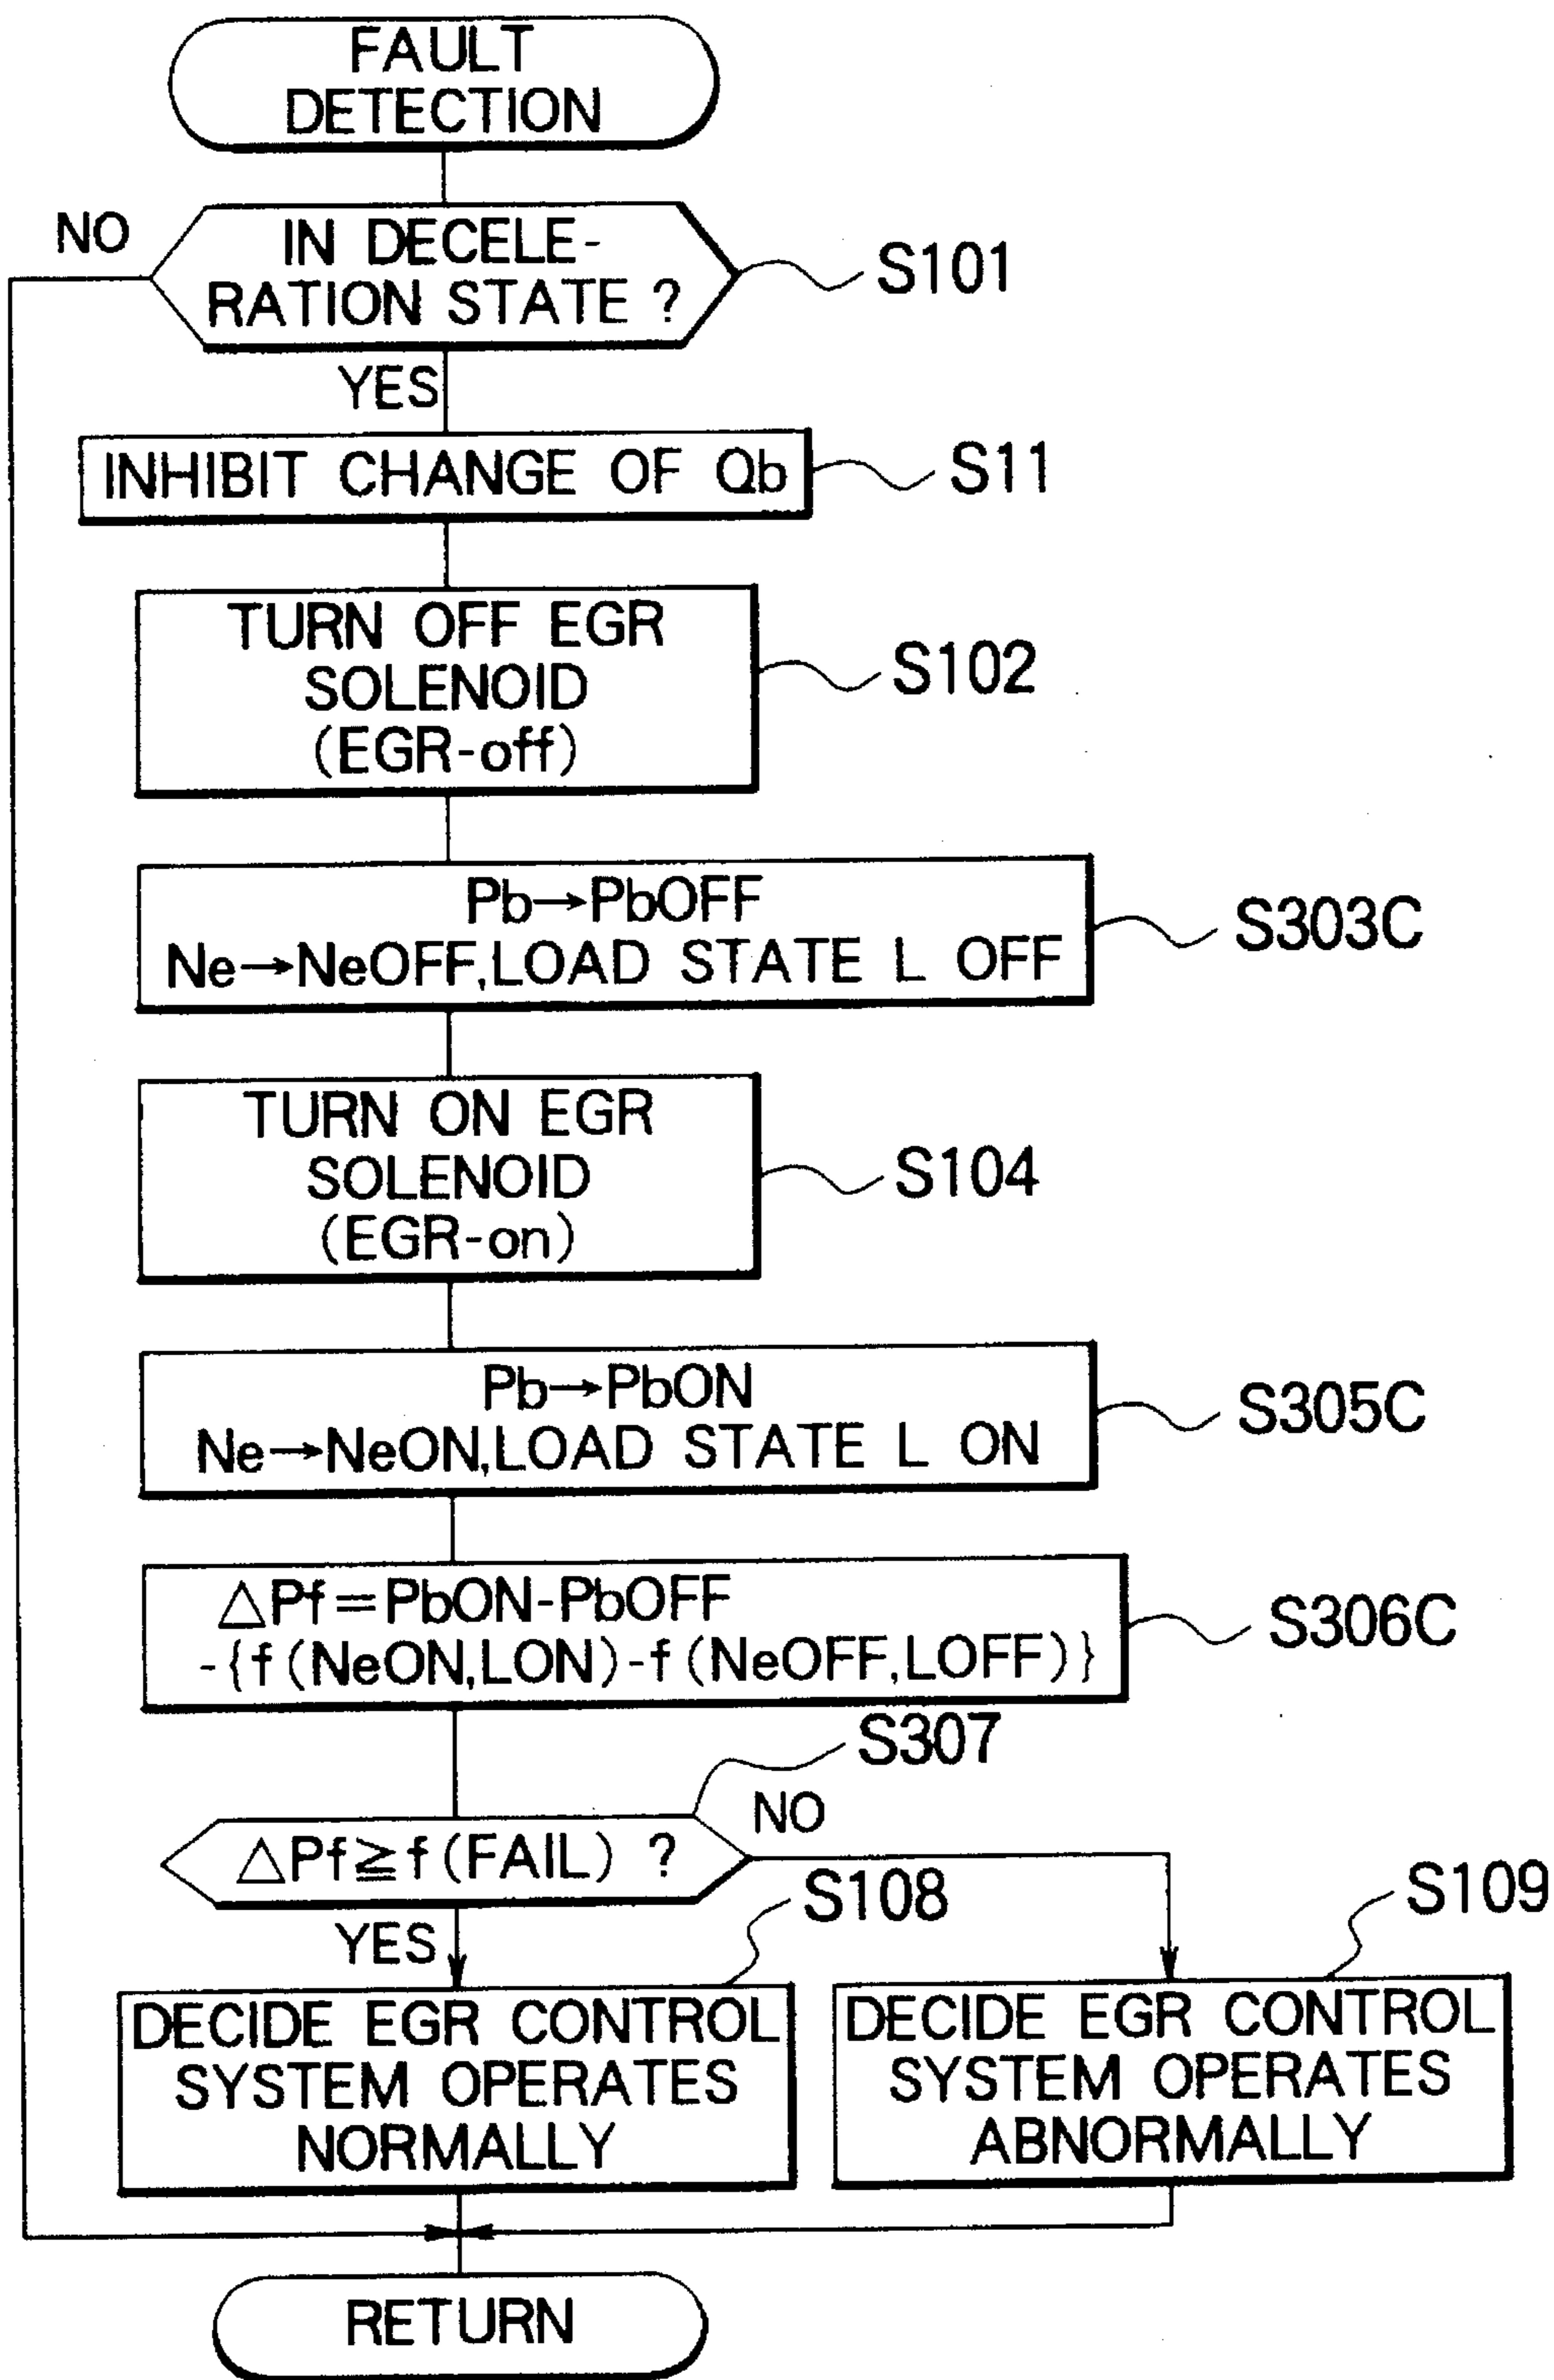 FAULT
DETECTION
NO
IN DECELE-
RATION STATE ?
S101
YES
INHIBIT CHANGE OF Qb
S11
TURN OFF EGR
SOLENOID
(EGR-off)
S102
Pb→PbOFF
Ne→NeOFF,LOAD STATE L OFF
S303C
TURN ON EGR
SOLENOID
(EGR-on)
S104
Pb→PbON
Ne→NeON,LOAD STATE L ON
S305C
△Pf=PbON-PbOFF
-{f(NeON,LON)-f(NeOFF,LOFF)}
S306C
S307
△Pf≧f(FAIL) ?
NO
YES
S108
S109
DECIDE EGR CONTROL
SYSTEM OPERATES
NORMALLY
DECIDE EGR CONTROL
SYSTEM OPERATES
ABNORMALLY
RETURN